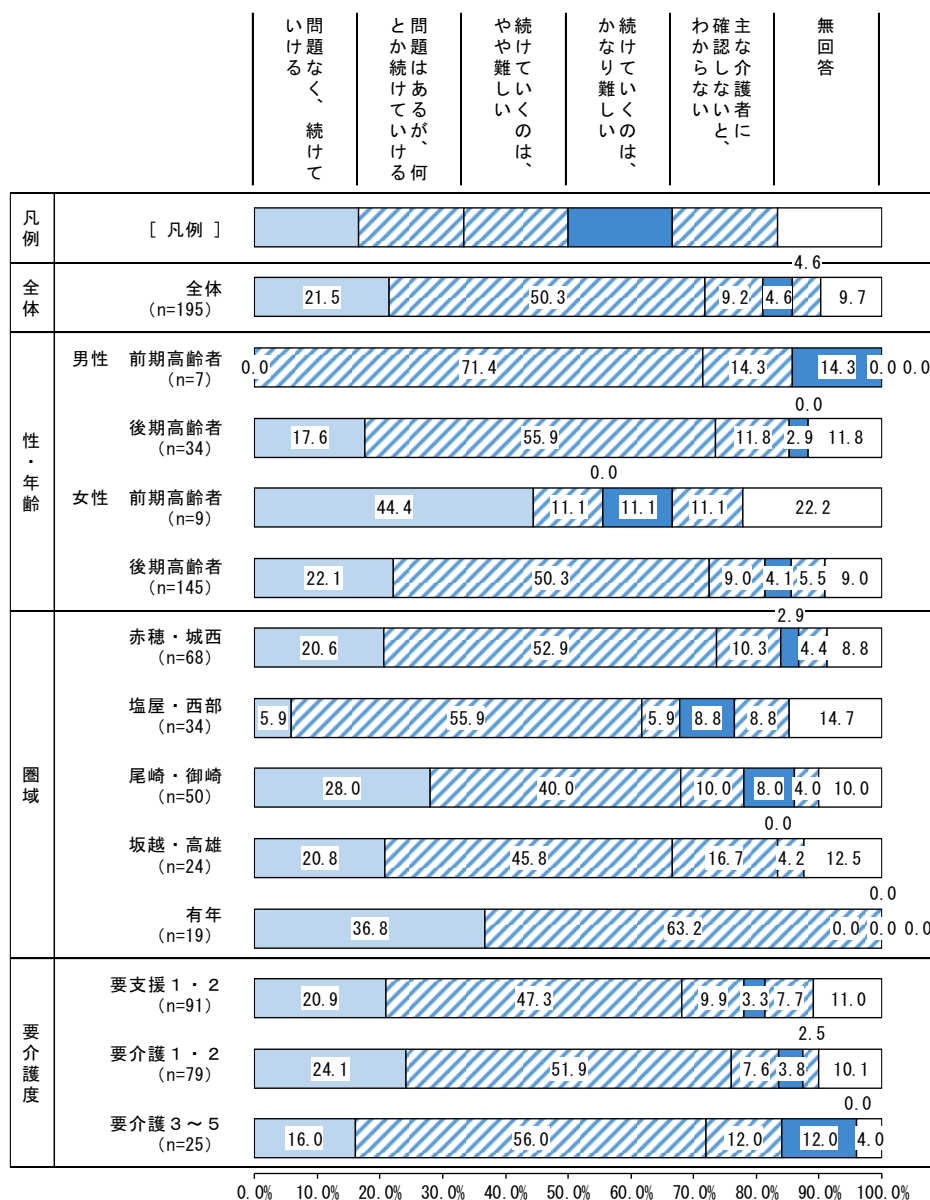 問題なく、続けて
いける
問題はあるが、何
とか続けていける
続けていくのは、
やや難しい
続けていくのは、
かなり難しい
主な介護者に
確認しないと、
わからない
無回答
凡例
[ 凡例 ]
4.6
全体
全体
(n=195)
21.5 50.3 9.2 4.6 9.7
性・年齢
男性 前期高齢者
(n=7)
0.0 71.4 14.3 14.3 0.0 0.0
0.0
後期高齢者
(n=34)
17.6 55.9 11.8 2.9 11.8
0.0
女性 前期高齢者
(n=9)
44.4 11.1 11.1 11.1 22.2
後期高齢者
(n=145)
22.1 50.3 9.0 4.1 5.5 9.0
圏域
2.9
赤穂・城西
(n=68)
20.6 52.9 10.3 4.4 8.8
塩屋・西部
(n=34)
5.9 55.9 5.9 8.8 8.8 14.7
尾崎・御崎
(n=50)
28.0 40.0 10.0 8.0 4.0 10.0
0.0
坂越・高雄
(n=24)
20.8 45.8 16.7 4.2 12.5
0.0
有年
(n=19)
36.8 63.2 0.0 0.0 0.0
要介護度
要支援1・2
(n=91)
20.9 47.3 9.9 3.3 7.7 11.0
2.5
要介護1・2
(n=79)
24.1 51.9 7.6 3.8 10.1
0.0
要介護3～5
(n=25)
16.0 56.0 12.0 12.0 4.0
0.0% 10.0% 20.0% 30.0% 40.0% 50.0% 60.0% 70.0% 80.0% 90.0% 100.0%